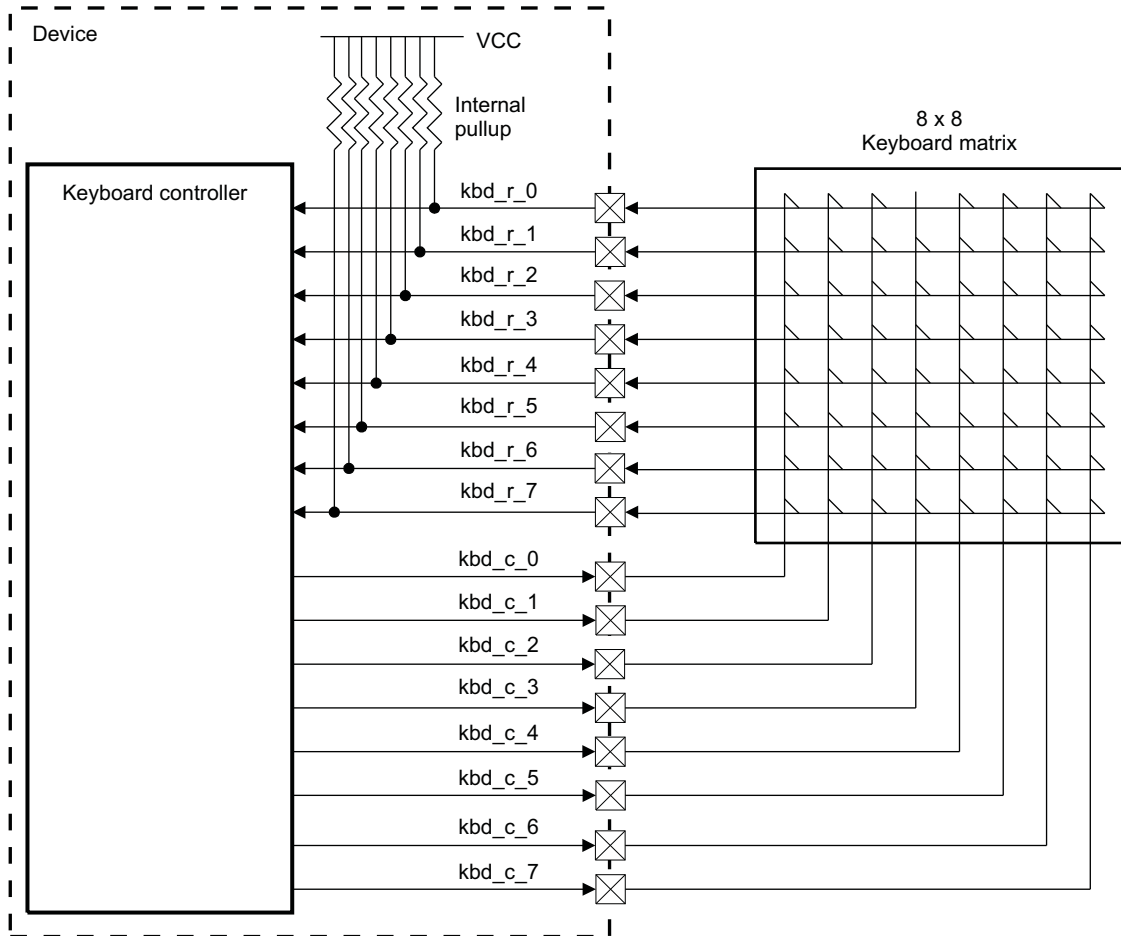 Device
VCC
Internal
pullup
8 x 8
Keyboard matrix
Keyboard controller
kbd_r_0
kbd_r_1
kbd_r_2
kbd_r_3
kbd_r_4
kbd_r_5
kbd_r_6
kbd_r_7
kbd_c_0
kbd_c_1
kbd_c_2
kbd_c_3
kbd_c_4
kbd_c_5
kbd_c_6
kbd_c_7